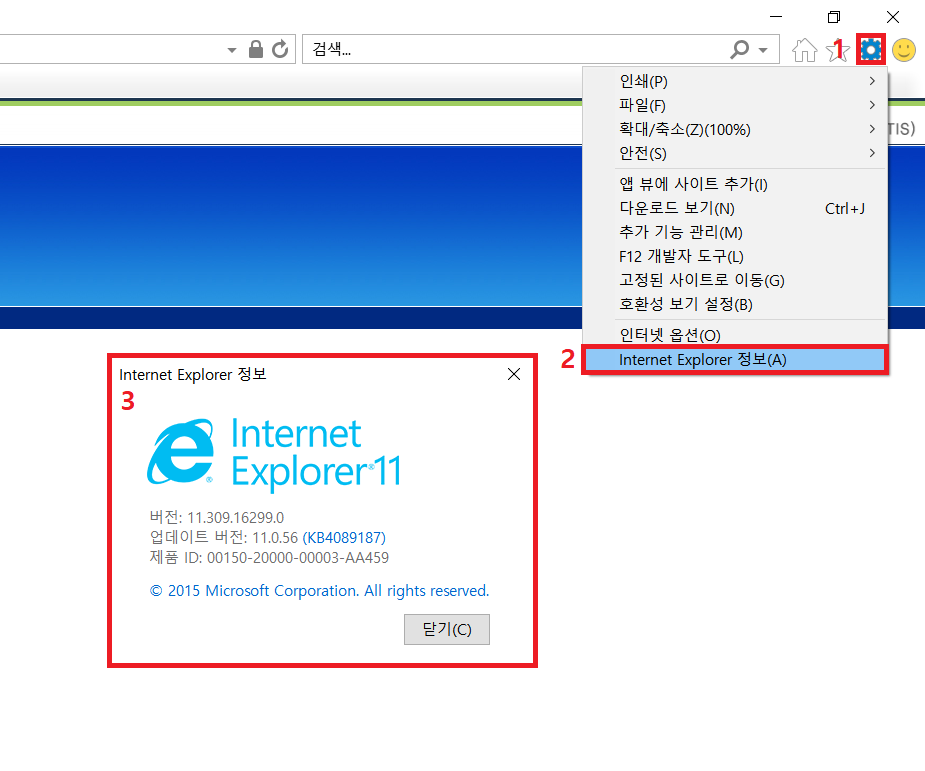 검색...
1
인쇄(P)
파일(F)
확대/축소(Z)(100%)
안전(S)
TIS)
앱 뷰에 사이트 추가(I)
다운로드 보기(N) Ctrl+J
추가 기능 관리(M)
F12 개발자 도구(L)
고정된 사이트로 이동(G)
호환성 보기 설정(B)
인터넷 옵션(O)
2 Internet Explorer 정보(A)
Internet Explorer 정보
3
Internet
Explorer®11
버전: 11.309.16299.0
업데이트 버전: 11.0.56 (KB4089187)
제품 ID: 00150-20000-00003-AA459
© 2015 Microsoft Corporation. All rights reserved.
닫기(C)